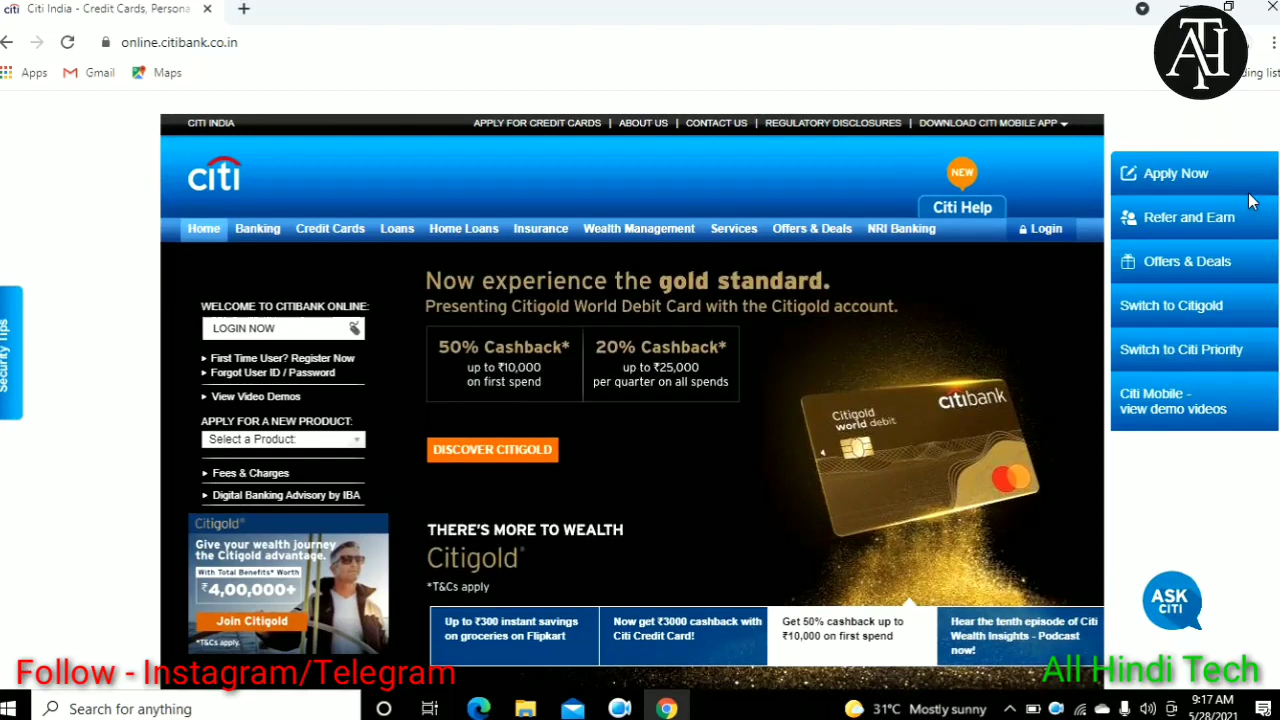 citi Citi India - Credit Cards, Persona
online.citibank.co.in
Apps Gmail Maps
ATH
CITI INDIA
APPLY FOR CREDIT CARDS | ABOUT US | CONTACT US | REGULATORY DISCLOSURES | DOWNLOAD CITI MOBILE APP
citi
NEW
Citi Help
Home Banking Credit Cards Loans Home Loans Insurance Wealth Management Services Offers & Deals NRI Banking Login
Apply Now
Refer and Earn
Offers & Deals
Switch to Citigold
Switch to Citi Priority
Citi Mobile -
view demo videos
Security Tips
WELCOME TO CITIBANK ONLINE:
LOGIN NOW
First Time User? Register Now
Forgot User ID / Password
View Video Demos
APPLY FOR A NEW PRODUCT:
Select a Product:
Fees & Charges
Digital Banking Advisory by IBA
Now experience the gold standard.
Presenting Citigold World Debit Card with the Citigold account.
50% Cashback*
up to ₹10,000
on first spend
20% Cashback*
up to ₹25,000
per quarter on all spends
DISCOVER CITIGOLD
citibank
Citigold
world debit
THERE'S MORE TO WEALTH
Citigold®
*T&Cs apply
Citigold®
Give your wealth journey
the Citigold advantage.
With Total Benefits* Worth
₹4,00,000+
Join Citigold
*T&Cs apply.
Up to ₹300 instant savings
on groceries on Flipkart
Now get ₹3000 cashback with
Citi Credit Card!
Get 50% cashback up to
₹10,000 on first spend
Hear the tenth episode of Citi
Wealth Insights - Podcast
now!
ASK
CITI
Follow - Instagram/Telegram
All Hindi Tech
Search for anything
31°C Mostly sunny
9:17 AM
5/28/2021